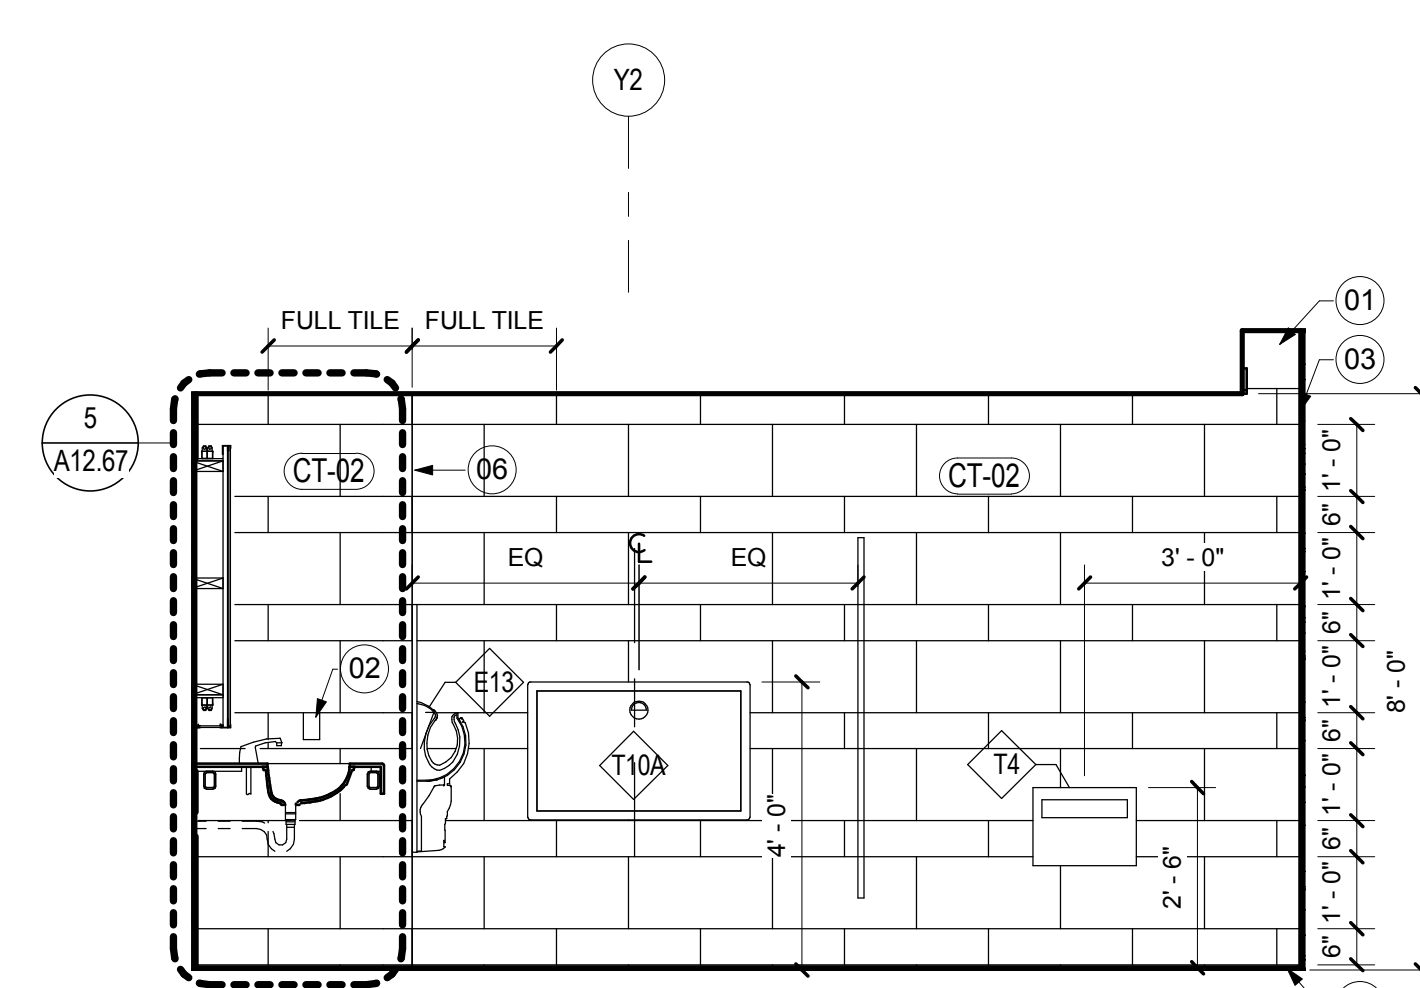 Y2
FULL TILE FULL TILE
01
03
5
A12.67
CT-02
06
CT-02
EQ
CL
EQ
3' - 0"
02
E13
T10A
T4
4' - 0"
2' - 6"
1' - 0"
6"
1' - 0"
6"
1' - 0"
6"
1' - 0"
6"
1' - 0"
6"
8' - 0"